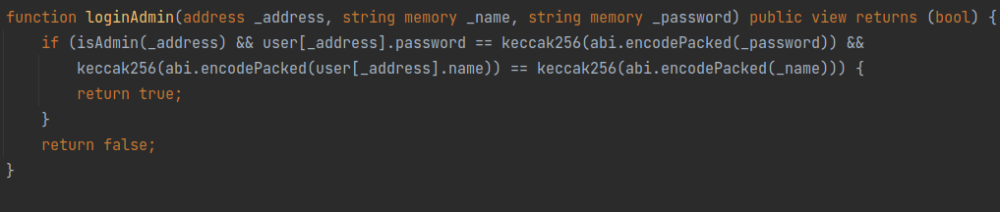 function loginAdmin(address _address, string memory _name, string memory _password) public view returns (bool) {
    if (isAdmin(_address) && user[_address].password == keccak256(abi.encodePacked(_password)) &&
        keccak256(abi.encodePacked(user[_address].name)) == keccak256(abi.encodePacked(_name))) {
        return true;
    }
    return false;
}